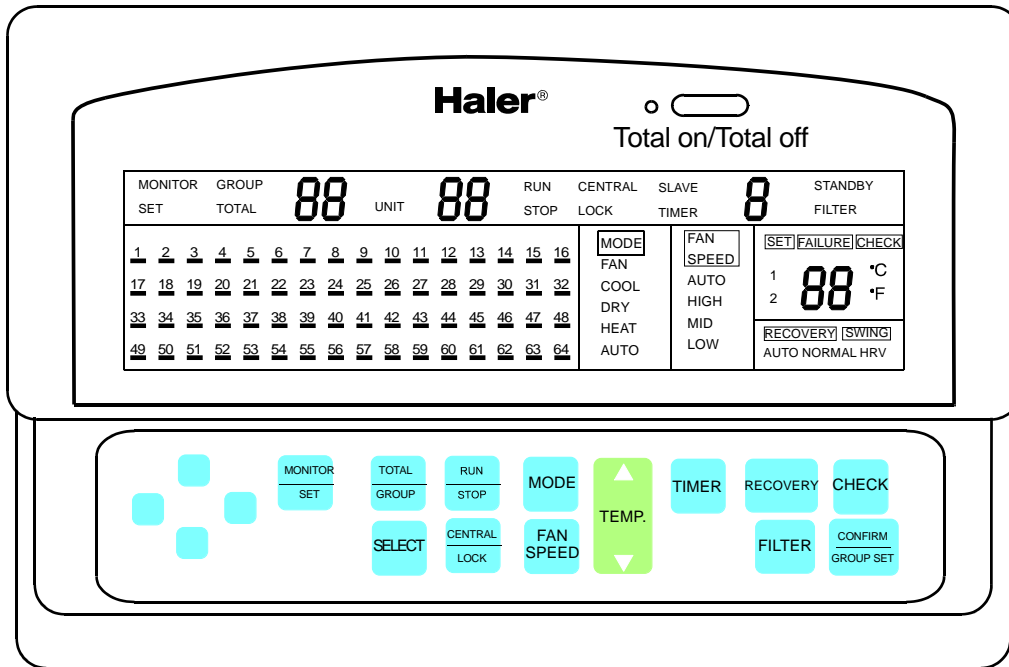 Haler®
Total on/Total off
MONITOR GROUP 88 UNIT 88 RUN CENTRAL SLAVE 8 STANDBY
SET TOTAL STOP LOCK TIMER FILTER
1 2 3 4 5 6 7 8 9 10 11 12 13 14 15 16
17 18 19 20 21 22 23 24 25 26 27 28 29 30 31 32
33 34 35 36 37 38 39 40 41 42 43 44 45 46 47 48
49 50 51 52 53 54 55 56 57 58 59 60 61 62 63 64
MODE
FAN
COOL
DRY
HEAT
AUTO
FAN
SPEED
AUTO
HIGH
MID
LOW
SET FAILURE CHECK
1 88 °C
2 °F
RECOVERY SWING
AUTO NORMAL HRV
MONITOR
SET
TOTAL
GROUP
RUN
STOP
MODE
TEMP.
TIMER
RECOVERY
CHECK
SELECT
CENTRAL
LOCK
FAN
SPEED
FILTER
CONFIRM
GROUP SET